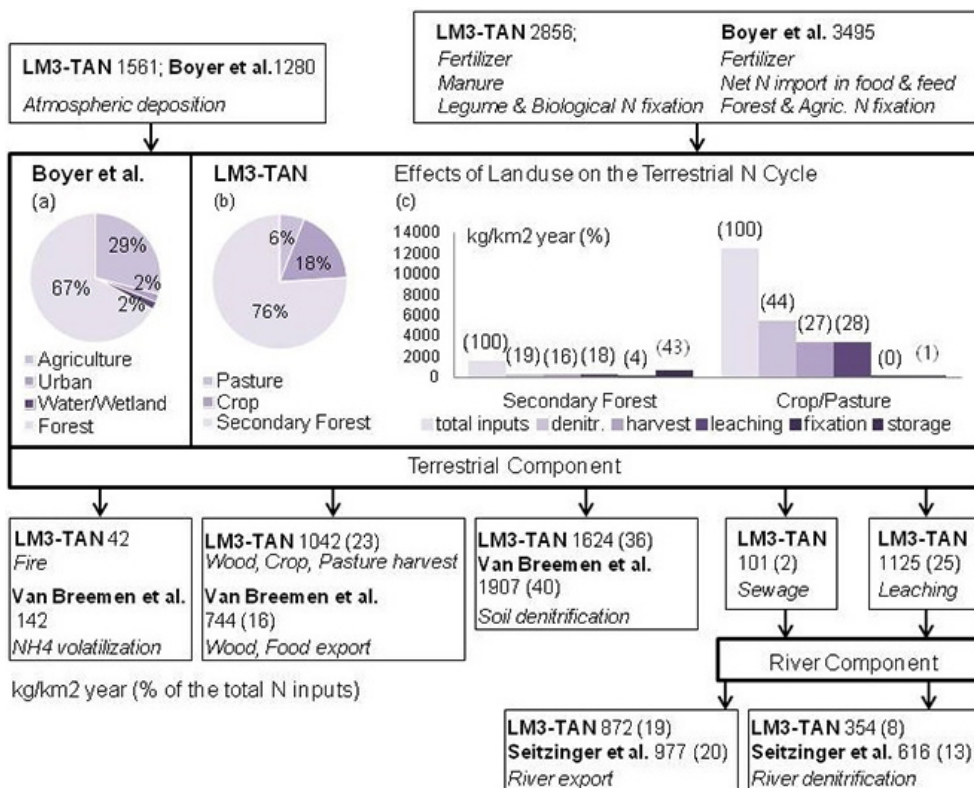 LM3-TAN 1561; Boyer et al.1280
Atmospheric deposition
LM3-TAN 2856;
Fertilizer
Manure
Legume & Biological N fixation
Boyer et al. 3495
Fertilizer
Net N import in food & feed
Forest & Agric. N fixation
Boyer et al.
(a)
29%
2%
2%
67%
Agriculture
Urban
Water/Wetland
Forest
LM3-TAN
(b)
6%
18%
76%
Pasture
Crop
Secondary Forest
Effects of Landuse on the Terrestrial N Cycle
(c)
kg/km2 year (%)
14000
12000
10000
8000
6000
4000
2000
0
(100)
(19)
(16)
(18)
(4)
(43)
(100)
(44)
(27)
(28)
(0)
(1)
Secondary Forest
Crop/Pasture
total inputs
denitr.
harvest
leaching
fixation
storage
Terrestrial Component
LM3-TAN 42
Fire
Van Breemen et al.
142
NH4 volatilization
LM3-TAN 1042 (23)
Wood, Crop, Pasture harvest
Van Breemen et al.
744 (16)
Wood, Food export
LM3-TAN 1624 (36)
Van Breemen et al.
1907 (40)
Soil denitrification
LM3-TAN
101 (2)
Sewage
LM3-TAN
1125 (25)
Leaching
River Component
kg/km2 year (% of the total N inputs)
LM3-TAN 872 (19)
Seitzinger et al. 977 (20)
River export
LM3-TAN 354 (8)
Seitzinger et al. 616 (13)
River denitrification